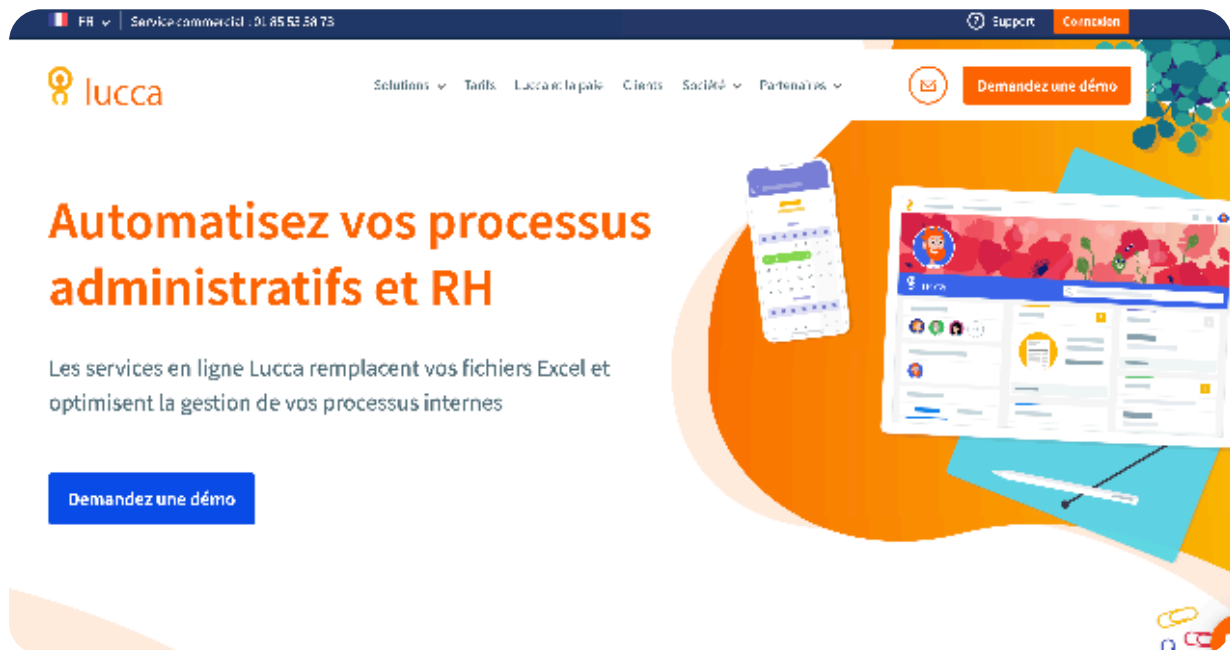 FR
Service commercial : 01 85 53 58 73
Support
Connexion
lucca
Solutions
Tarifs
Lucca et la paie
Clients
Société
Partenaires
Demandez une démo
Automatisez vos processus
administratifs et RH
Les services en ligne Lucca remplacent vos fichiers Excel et
optimisent la gestion de vos processus internes
Demandez une démo
lucca